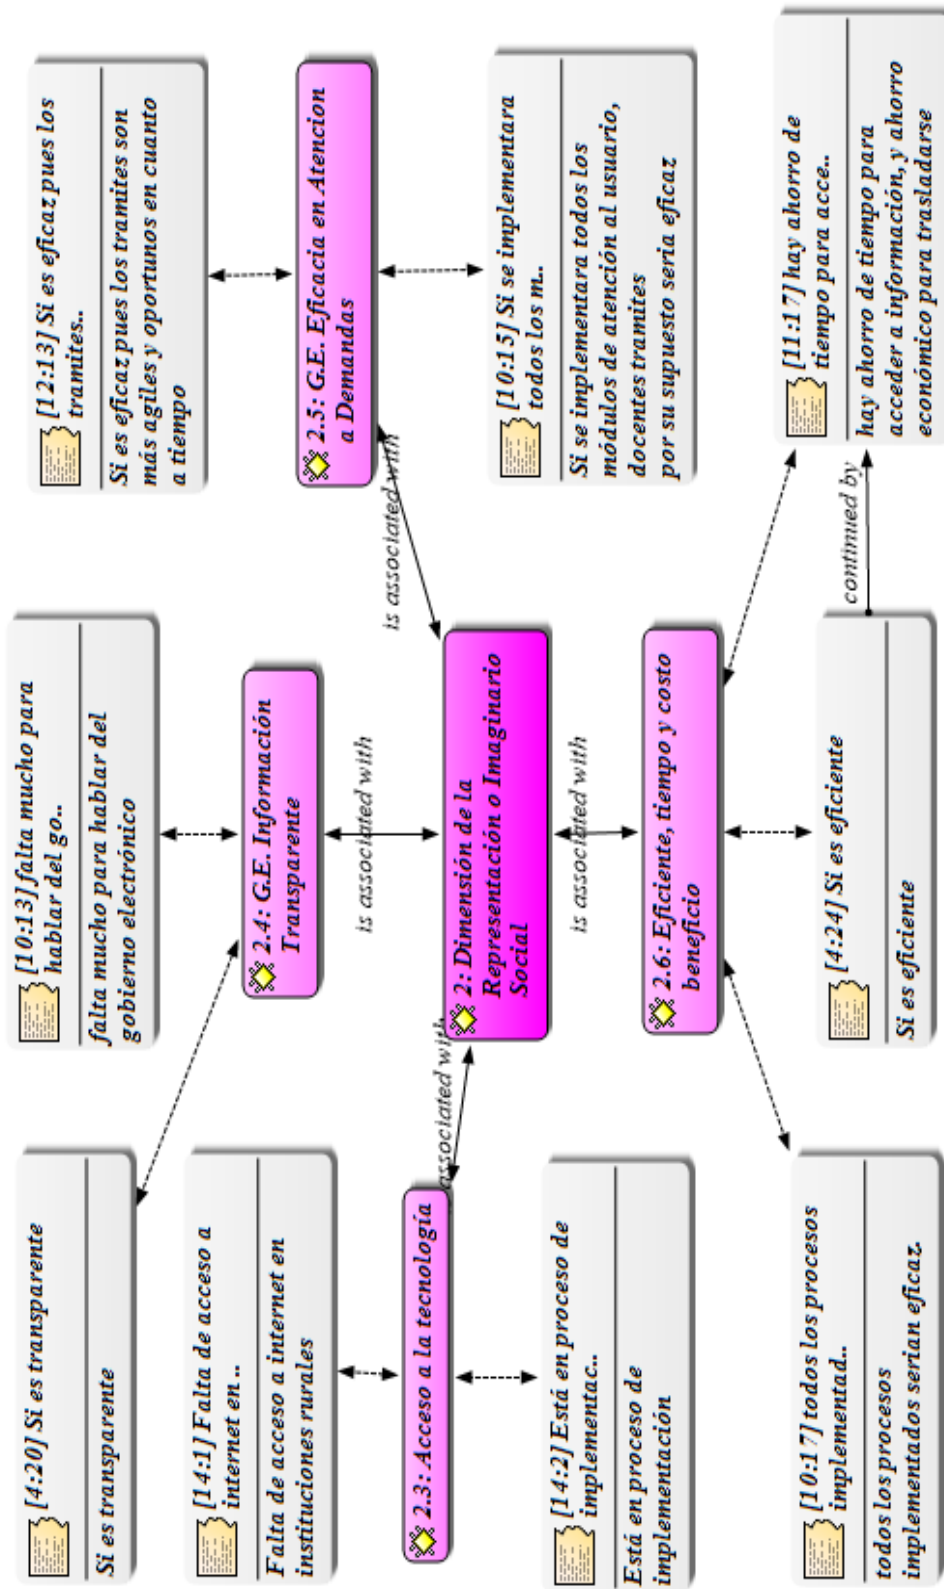 [4:20] Si es transparente
Si es transparente
[10:13] falta mucho para
hablar del go..
falta mucho para hablar del
gobierno electrónico
[12:13] Si es eficaz pues los
tramites..
Si es eficaz pues los tramites son
más agiles y oportunos en cuanto
a tiempo
[14:1] Falta de acceso a
internet en ..
Falta de acceso a internet en
instituciones rurales
2.4: G.E. Información
Transparente
2.5: G.E. Eficacia en Atencion
a Demandas
is associated with
is associated with
2.3: Acceso a la tecnología
associated with
2: Dimensión de la
Representación o Imaginario
Social
[10:15] Si se implementara
todos los m..
Si se implementara todos los
módulos de atención al usuario,
docentes tramites
por su supuesto seria eficaz
[14:2] Está en proceso de
implementac..
Está en proceso de
implementación
is associated with
2.6: Eficiente, tiempo y costo
beneficio
[10:17] todos los procesos
implementad..
todos los procesos
implementados serian eficaz.
[4:24] Si es eficiente
Si es eficiente
continued by
[11:17] hay ahorro de
tiempo para acce..
hay ahorro de tiempo para
acceder a información, y ahorro
económico para trasladarse